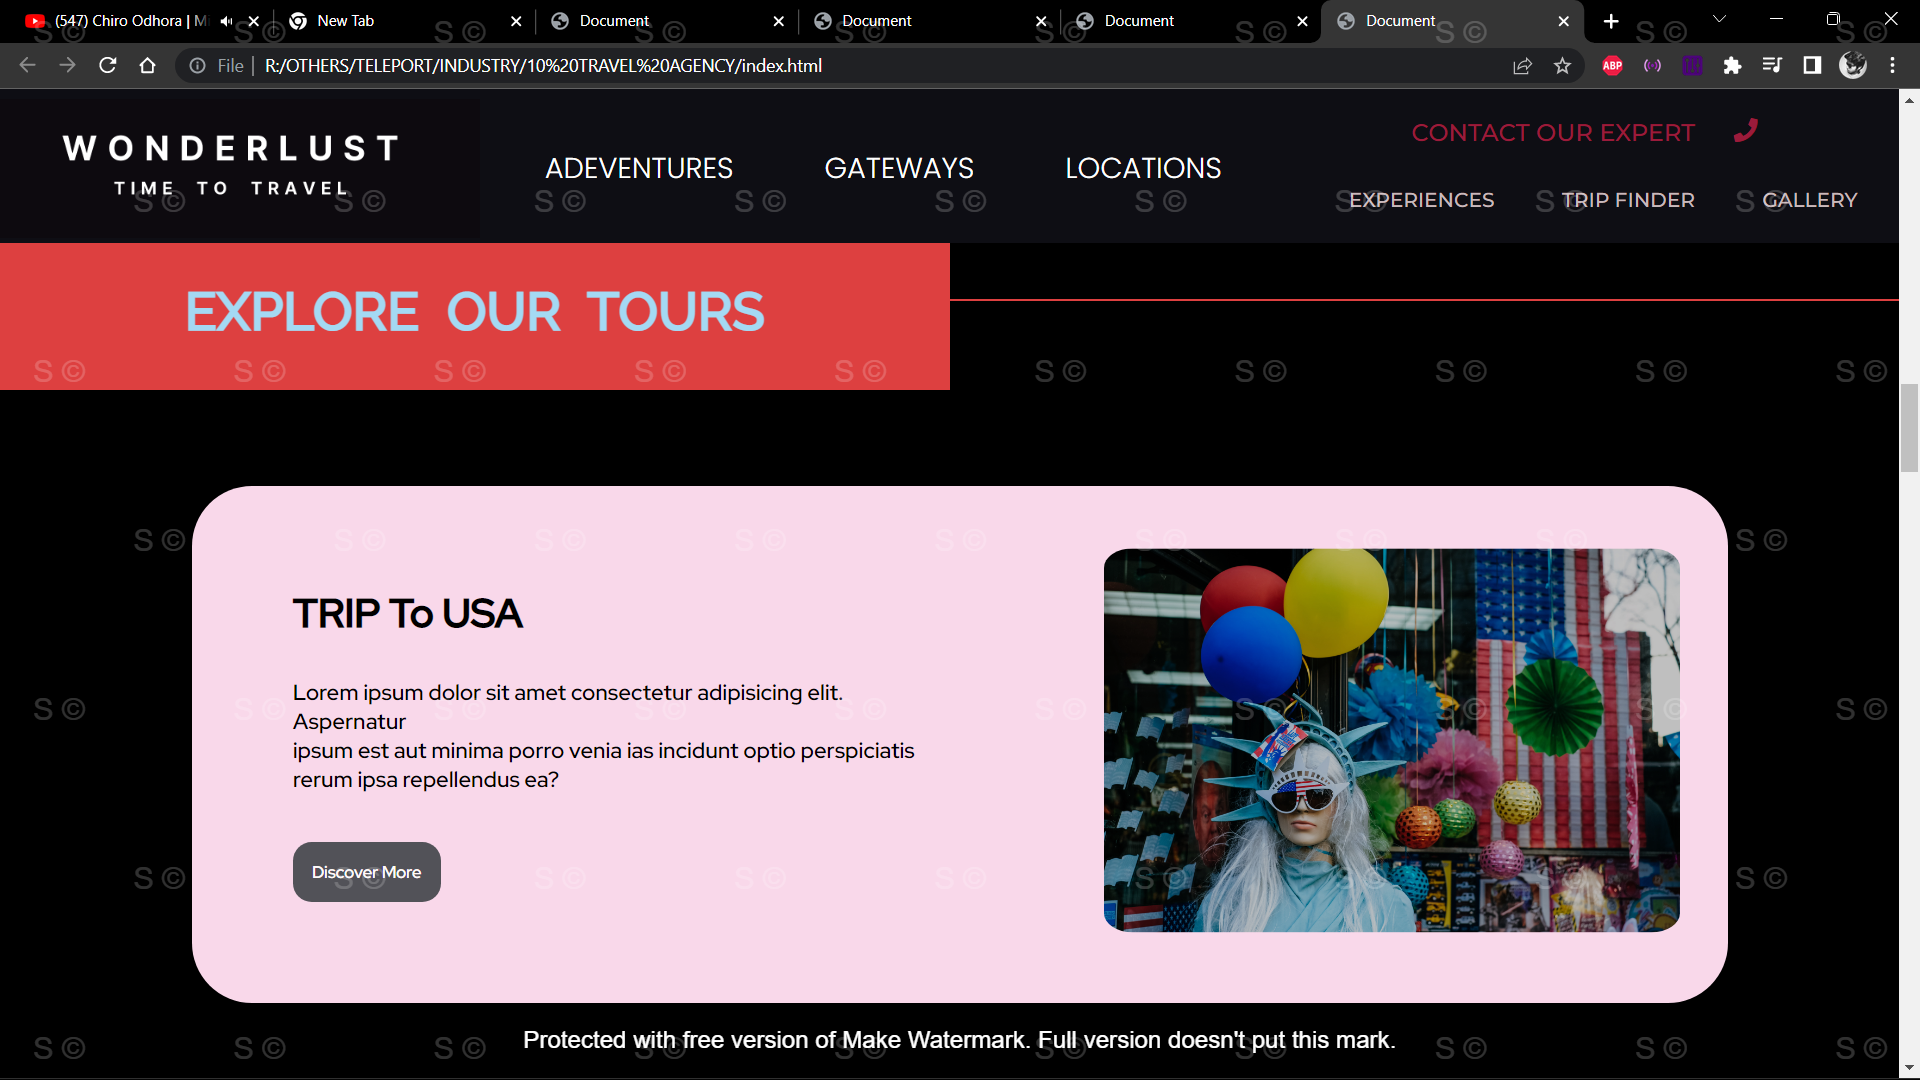 (547) Chiro Odhora | M
New Tab
Document
Document
Document
Document
File
R:/OTHERS/TELEPORT/INDUSTRY/10%20TRAVEL%20AGENCY/index.html
ABP
WONDERLUST
TIME TO TRAVEL
ADEVENTURES
GATEWAYS
LOCATIONS
CONTACT OUR EXPERT
EXPERIENCES
TRIP FINDER
GALLERY
EXPLORE OUR TOURS
TRIP To USA
Lorem ipsum dolor sit amet consectetur adipisicing elit.
Aspernatur
ipsum est aut minima porro venia ias incidunt optio perspiciatis
rerum ipsa repellendus ea?
Discover More
S ©
Protected with free version of Make Watermark. Full version doesn't put this mark.